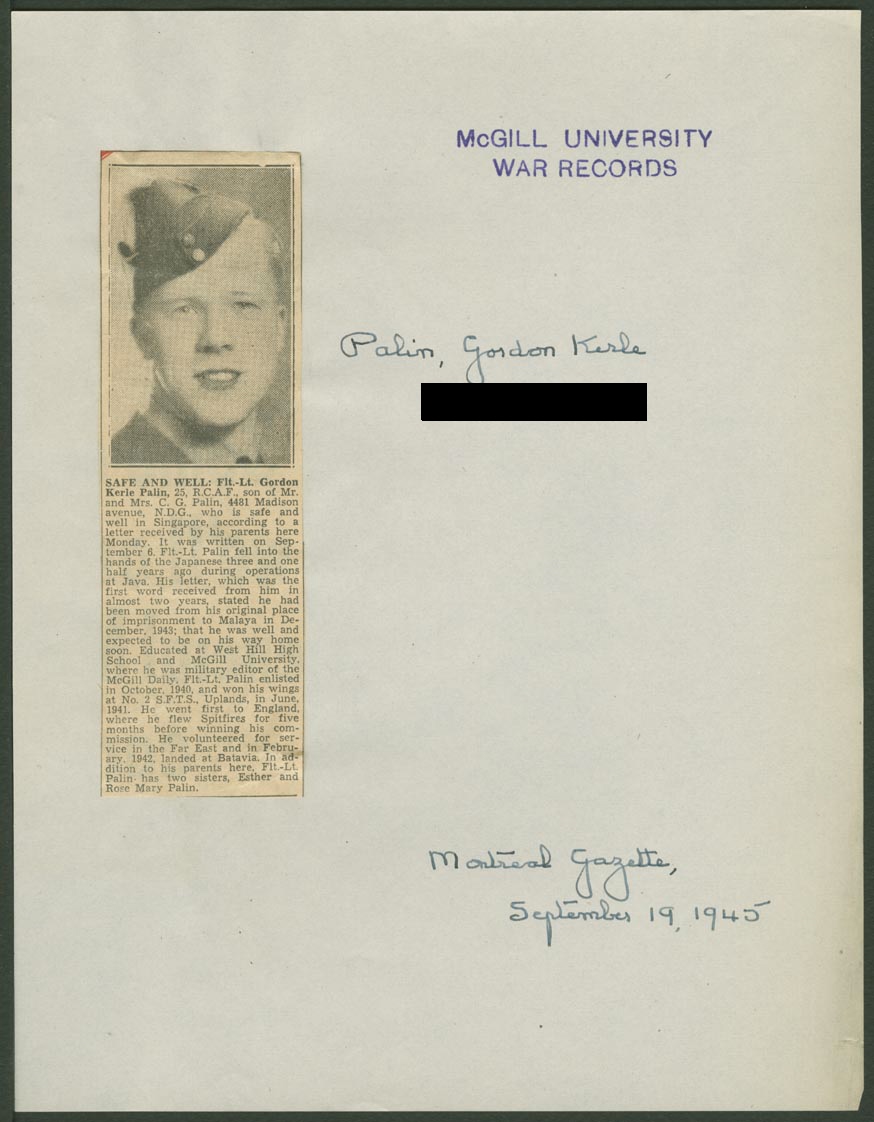 McGILL UNIVERSITY
WAR RECORDS
Palin, Gordon Kerle
SAFE AND WELL: Flt.-Lt. Gordon
Kerle Palin, 25, R.C.A.F., son of Mr.
and Mrs. C. G. Palin, 4481 Madison
avenue, N.D.G., who is safe and
well in Singapore, according to a
letter received by his parents here
Monday. It was written on Sep-
tember 6. Flt.-Lt. Palin fell into the
hands of the Japanese three and one
half years ago during operations
at Java. His letter, which was the
first word received from him in
almost two years, stated he had
been moved from his original place
of imprisonment to Malaya in De-
cember, 1943; that he was well and
expected to be on his way home
soon. Educated at West Hill High
School and McGill University,
where he was military editor of the
McGill Daily, Flt.-Lt. Palin enlisted
in October, 1940, and won his wings
at No. 2 S.F.T.S., Uplands, in June,
1941. He went first to England,
where he flew Spitfires for five
months before winning his com-
mission. He volunteered for ser-
vice in the Far East and in Febru-
ary, 1942, landed at Batavia. In ad-
dition to his parents here, Flt.-Lt.
Palin has two sisters, Esther and
Rose Mary Palin.
Montreal Gazette,
September 19, 1945